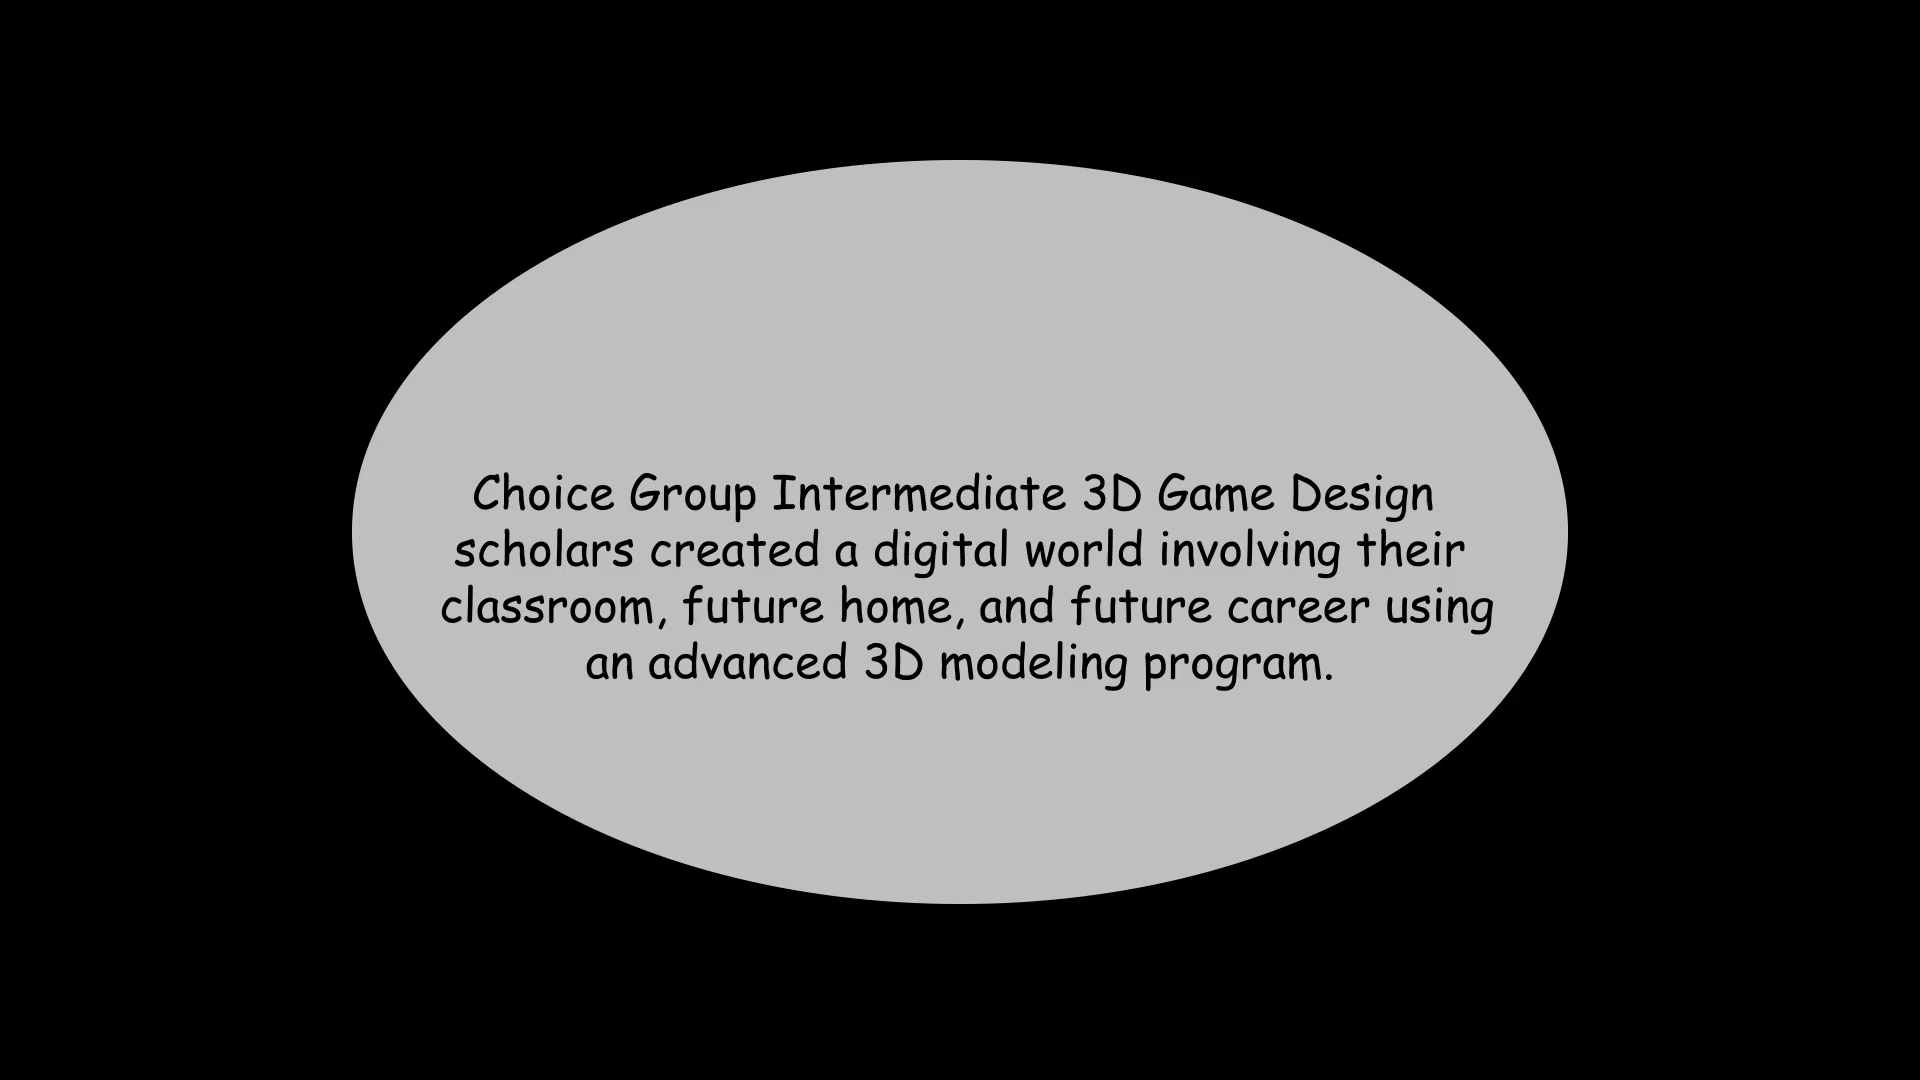 Choice Group Intermediate 3D Game Design
scholars created a digital world involving their
classroom, future home, and future career using
an advanced 3D modeling program.